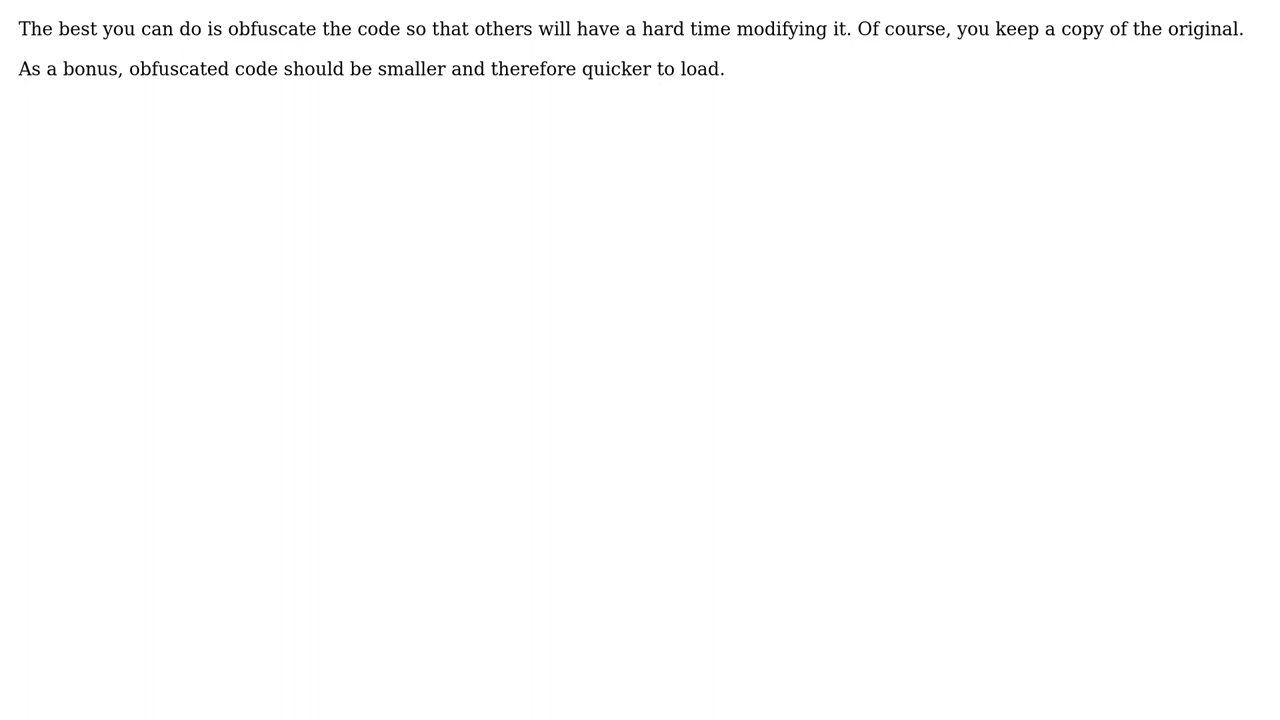 The best you can do is obfuscate the code so that others will have a hard time modifying it. Of course, you keep a copy of the original.
As a bonus, obfuscated code should be smaller and therefore quicker to load.